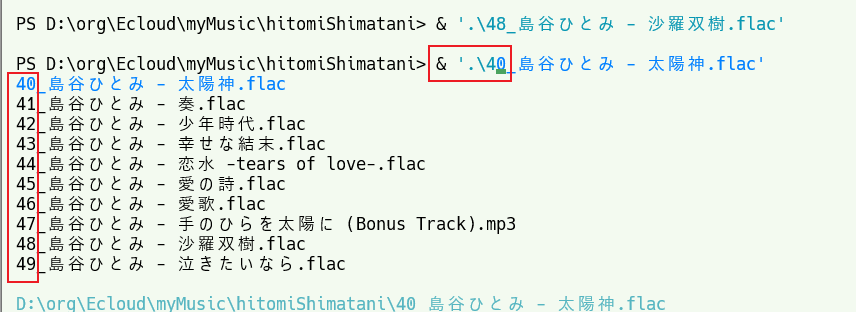 PS D:\org\Ecloud\myMusic\hitomiShimatani> & '.\48_島谷ひとみ - 沙羅双樹.flac'
PS D:\org\Ecloud\myMusic\hitomiShimatani> & '.\40_島谷ひとみ - 太陽神.flac'
40_島谷ひとみ - 太陽神.flac
41_島谷ひとみ - 奏.flac
42_島谷ひとみ - 少年時代.flac
43_島谷ひとみ - 幸せな結末.flac
44_島谷ひとみ - 恋水 -tears of love-.flac
45_島谷ひとみ - 愛の詩.flac
46_島谷ひとみ - 愛歌.flac
47_島谷ひとみ - 手のひらを太陽に (Bonus Track).mp3
48_島谷ひとみ - 沙羅双樹.flac
49_島谷ひとみ - 泣きたいなら.flac
D:\org\Ecloud\myMusic\hitomiShimatani\40 島谷ひとみ - 太陽神.flac